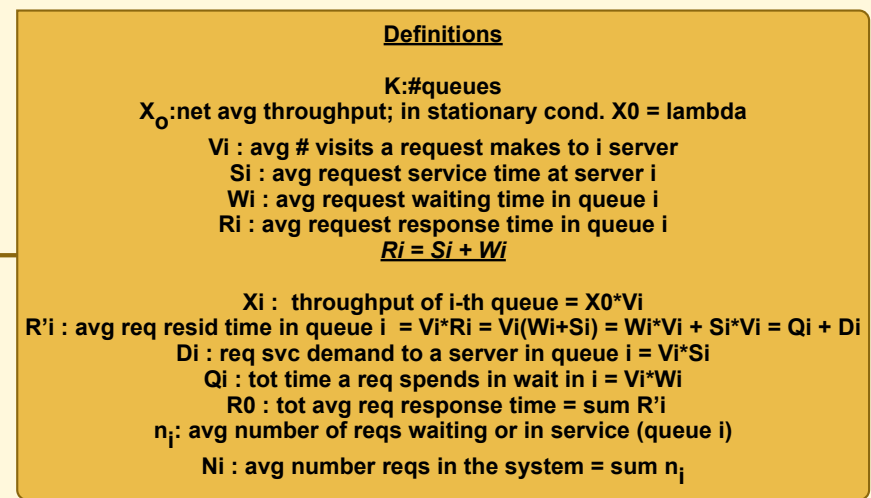 Definitions
K:#queues
Xo:net avg throughput; in stationary cond. X0 = lambda
Vi : avg # visits a request makes to i server
Si : avg request service time at server i
Wi : avg request waiting time in queue i
Ri : avg request response time in queue i
Ri = Si + Wi
Xi :  throughput of i-th queue = X0*Vi
R’i : avg req resid time in queue i  = Vi*Ri = Vi(Wi+Si) = Wi*Vi + Si*Vi = Qi + Di
Di : req svc demand to a server in queue i = Vi*Si
Qi : tot time a req spends in wait in i = Vi*Wi
R0 : tot avg req response time = sum R’i
ni: avg number of reqs waiting or in service (queue i)
Ni : avg number reqs in the system = sum ni